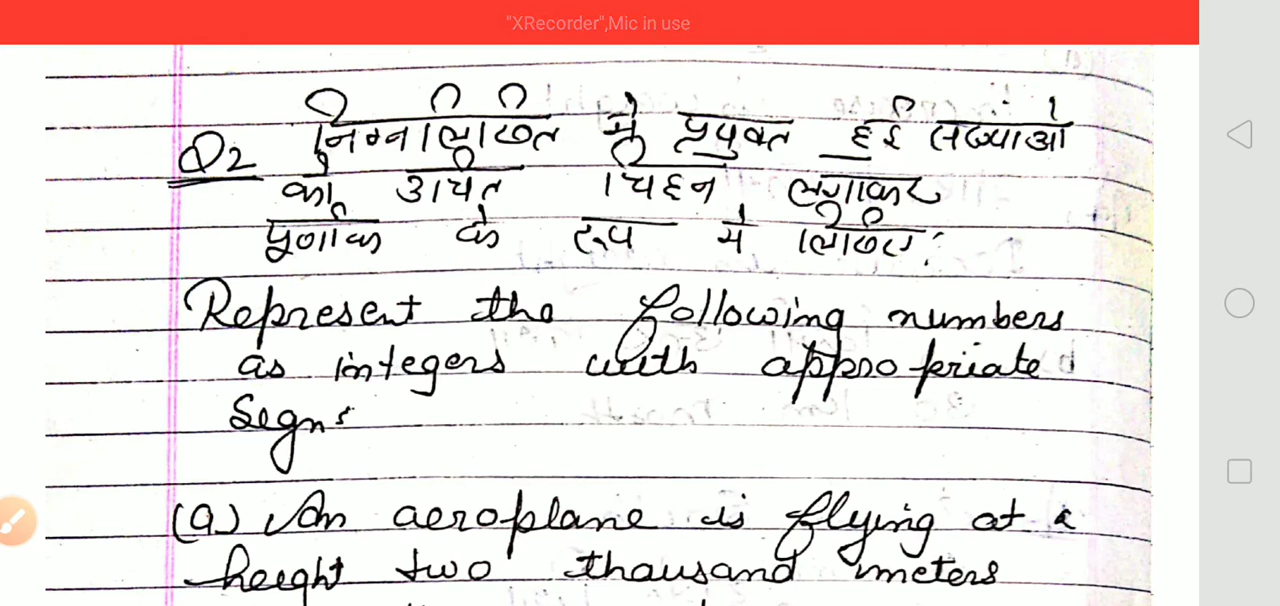 "XRecorder",Mic in use
Q2 निम्नलिखित में प्रयुक्त हुई संख्याओं
को उचित चिह्न लगाकर
पूर्णांक के रूप में लिखिए:
Represent the following numbers
as integers with appropriate
Segns
(a) An aeroplane is flying at a
height two thousand meters